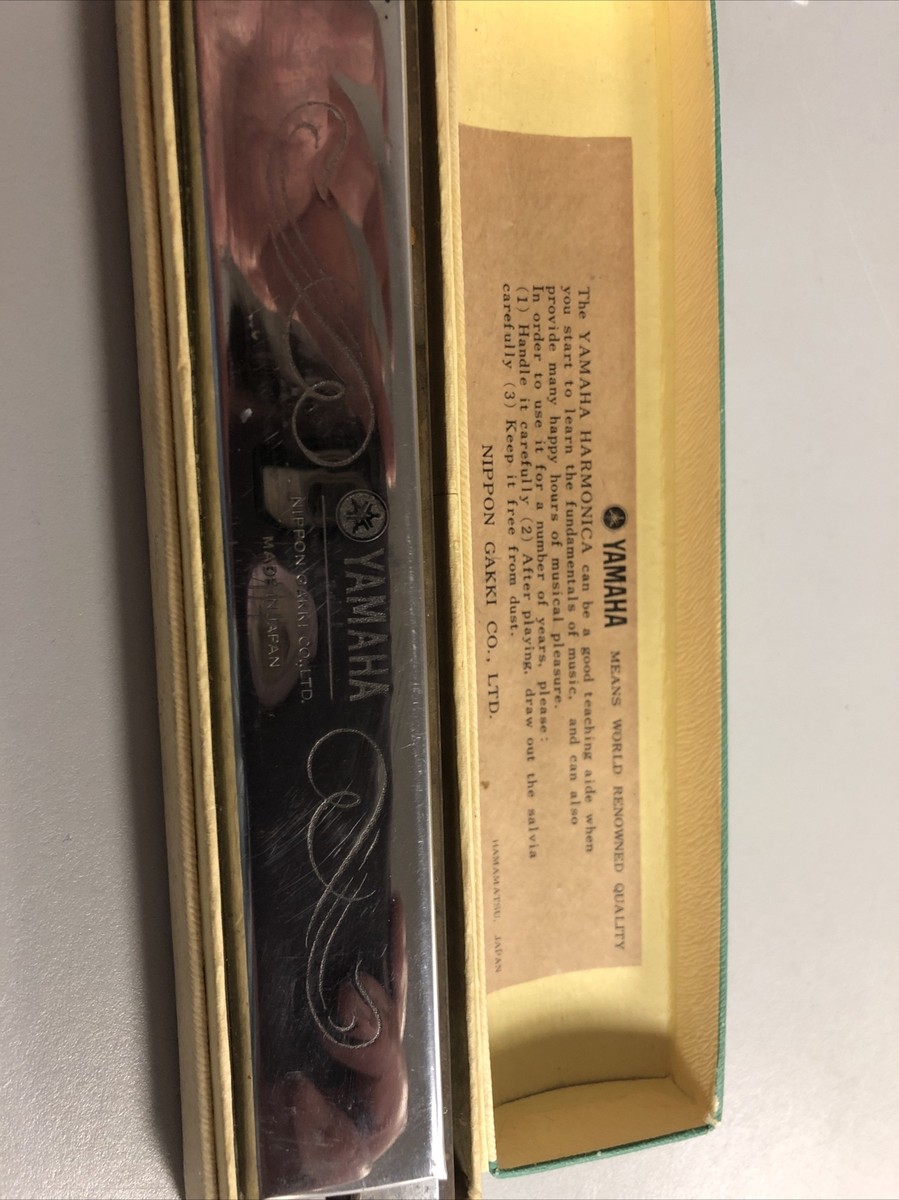 YAMAHA MEANS WORLD RENOWNED QUALITY
The YAMAHA HARMONICA can be a good teaching aide when
you start to learn the fundamentals of music, and can also
provide many happy hours of musical pleasure.
In order to use it for a number of years, please:
(1) Handle it carefully (2) After playing, draw out the salvia
carefully (3) Keep it free from dust.
NIPPON GAKKI CO., LTD.
HAMAMATSU, JAPAN
YAMAHA
NIPPON GAKKI CO., LTD.
MADE IN JAPAN